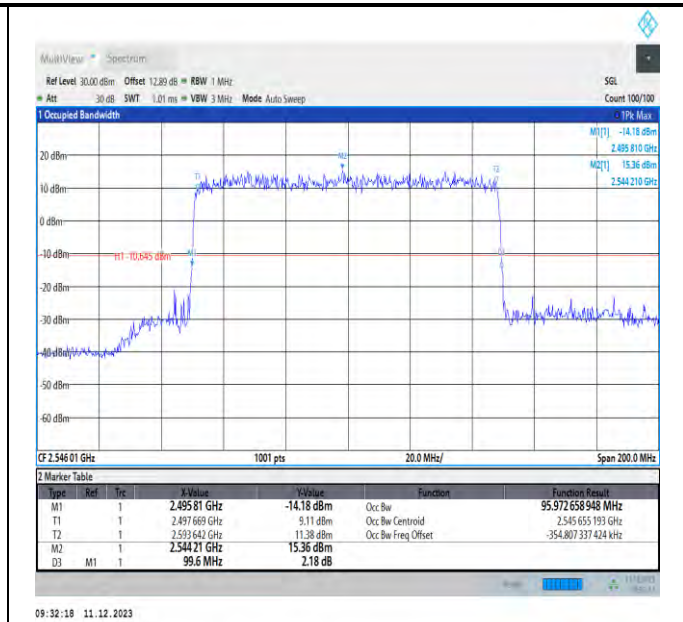 MultiView Spectrum
Ref Level 30.00 dBm Offset 12.89 dB RBW 1 MHz SGL
Att 30 dB SWT 1.01 ms VBW 3 MHz Mode Auto Sweep Count 100/100
1 Occupied Bandwidth 1Pk Max
M1[1] -14.18 dBm
2.495 810 GHz
M2[1] 15.36 dBm
2.544 210 GHz
20 dBm
M2
T1 T2
10 dBm
0 dBm
-10 dBm H1 -10.645 dBm M1 D3
-20 dBm
-30 dBm
-40 dBm
-50 dBm
-60 dBm
CF 2.546 01 GHz 1001 pts 20.0 MHz/ Span 200.0 MHz
2 Marker Table
Type Ref Trc X-Value Y-Value Function Function Result
M1 1 2.495 81 GHz -14.18 dBm Occ Bw 95.972 658 948 MHz
T1 1 2.497 669 GHz 9.11 dBm Occ Bw Centroid 2.545 655 193 GHz
T2 1 2.593 642 GHz 11.38 dBm Occ Bw Freq Offset -354.807 337 424 kHz
M2 1 2.544 21 GHz 15.36 dBm
D3 M1 1 99.6 MHz 2.18 dB
09:32:18 11.12.2023